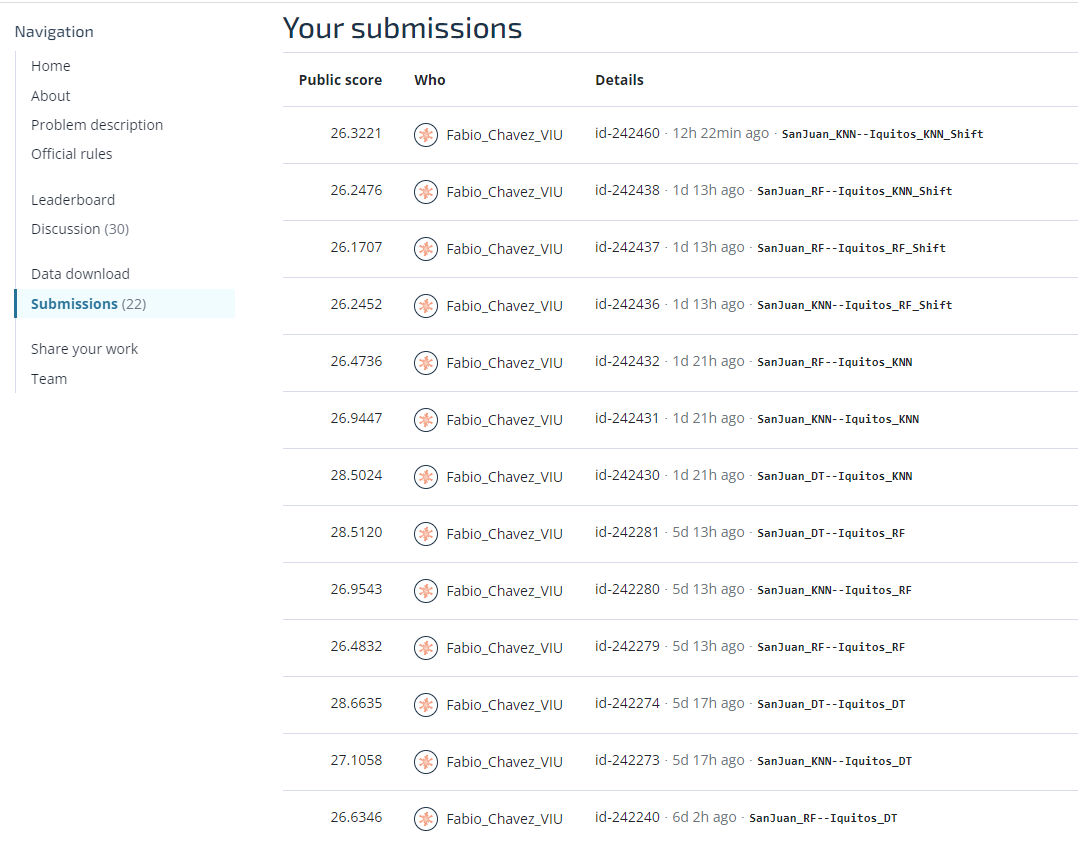 Navigation
Home
About
Problem description
Official rules
Leaderboard
Discussion (30)
Data download
Submissions (22)
Share your work
Team
Your submissions
Public score Who Details
26.3221 Fabio_Chavez_VIU id-242460 · 12h 22min ago · SanJuan_KNN--Iquitos_KNN_Shift
26.2476 Fabio_Chavez_VIU id-242438 · 1d 13h ago · SanJuan_RF--Iquitos_KNN_Shift
26.1707 Fabio_Chavez_VIU id-242437 · 1d 13h ago · SanJuan_RF--Iquitos_RF_Shift
26.2452 Fabio_Chavez_VIU id-242436 · 1d 13h ago · SanJuan_KNN--Iquitos_RF_Shift
26.4736 Fabio_Chavez_VIU id-242432 · 1d 21h ago · SanJuan_RF--Iquitos_KNN
26.9447 Fabio_Chavez_VIU id-242431 · 1d 21h ago · SanJuan_KNN--Iquitos_KNN
28.5024 Fabio_Chavez_VIU id-242430 · 1d 21h ago · SanJuan_DT--Iquitos_KNN
28.5120 Fabio_Chavez_VIU id-242281 · 5d 13h ago · SanJuan_DT--Iquitos_RF
26.9543 Fabio_Chavez_VIU id-242280 · 5d 13h ago · SanJuan_KNN--Iquitos_RF
26.4832 Fabio_Chavez_VIU id-242279 · 5d 13h ago · SanJuan_RF--Iquitos_RF
28.6635 Fabio_Chavez_VIU id-242274 · 5d 17h ago · SanJuan_DT--Iquitos_DT
27.1058 Fabio_Chavez_VIU id-242273 · 5d 17h ago · SanJuan_KNN--Iquitos_DT
26.6346 Fabio_Chavez_VIU id-242240 · 6d 2h ago · SanJuan_RF--Iquitos_DT